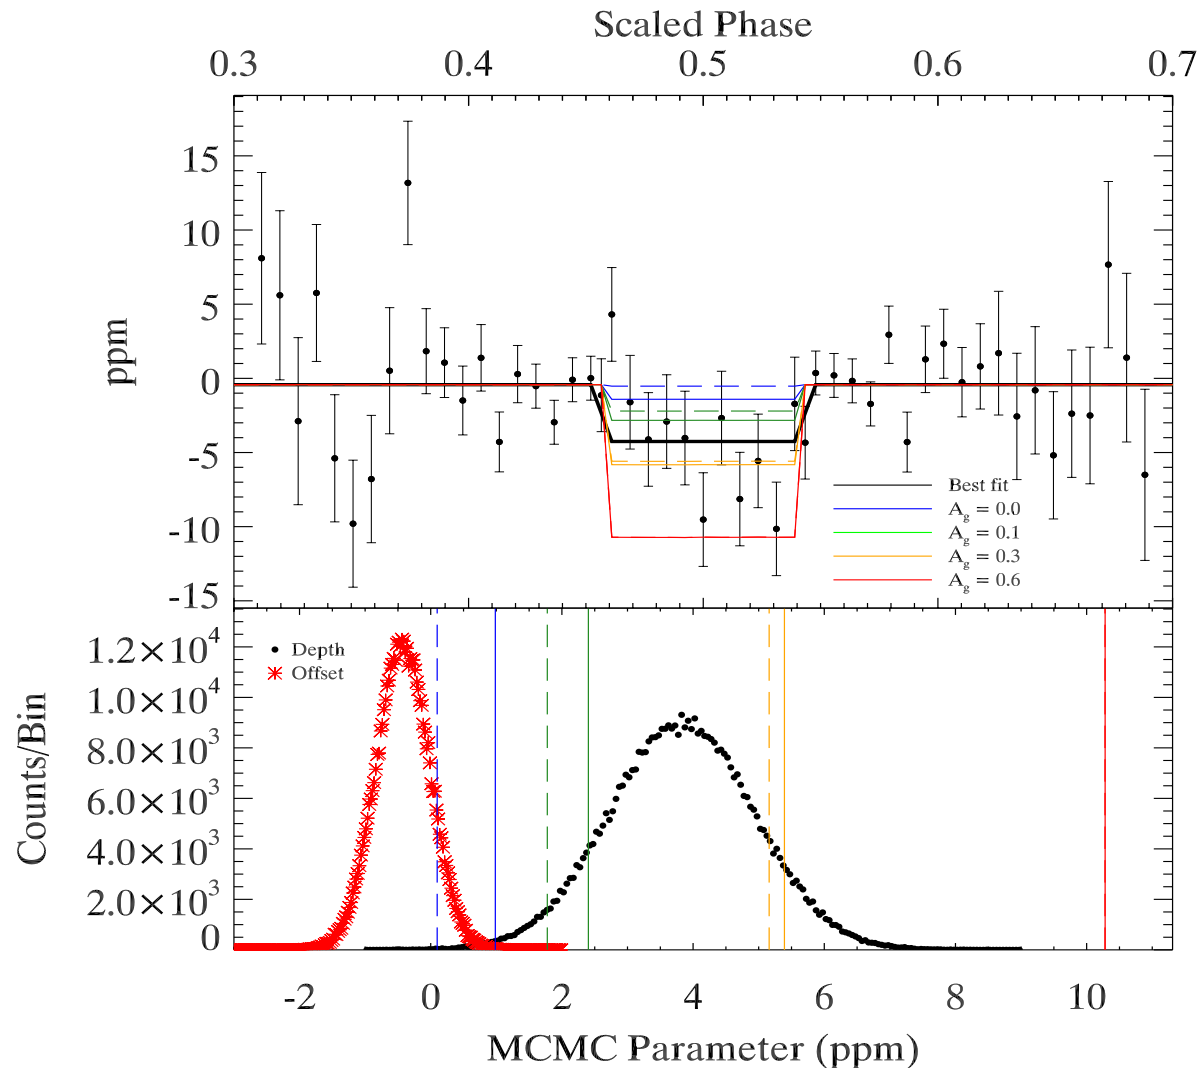 Scaled Phase
0.3 0.4 0.5 0.6 0.7
ppm
15
10
5
0
-5
-10
-15
Best fit
A_g = 0.0
A_g = 0.1
A_g = 0.3
A_g = 0.6
Counts/Bin
1.2×10^4
1.0×10^4
8.0×10^3
6.0×10^3
4.0×10^3
2.0×10^3
0
Depth
Offset
-2 0 2 4 6 8 10
MCMC Parameter (ppm)